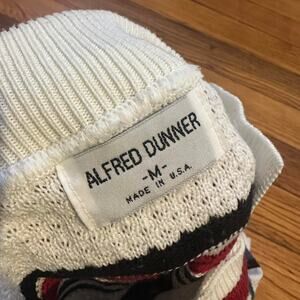 ALFRED DUNNER
-M-
MADE IN U.S.A.